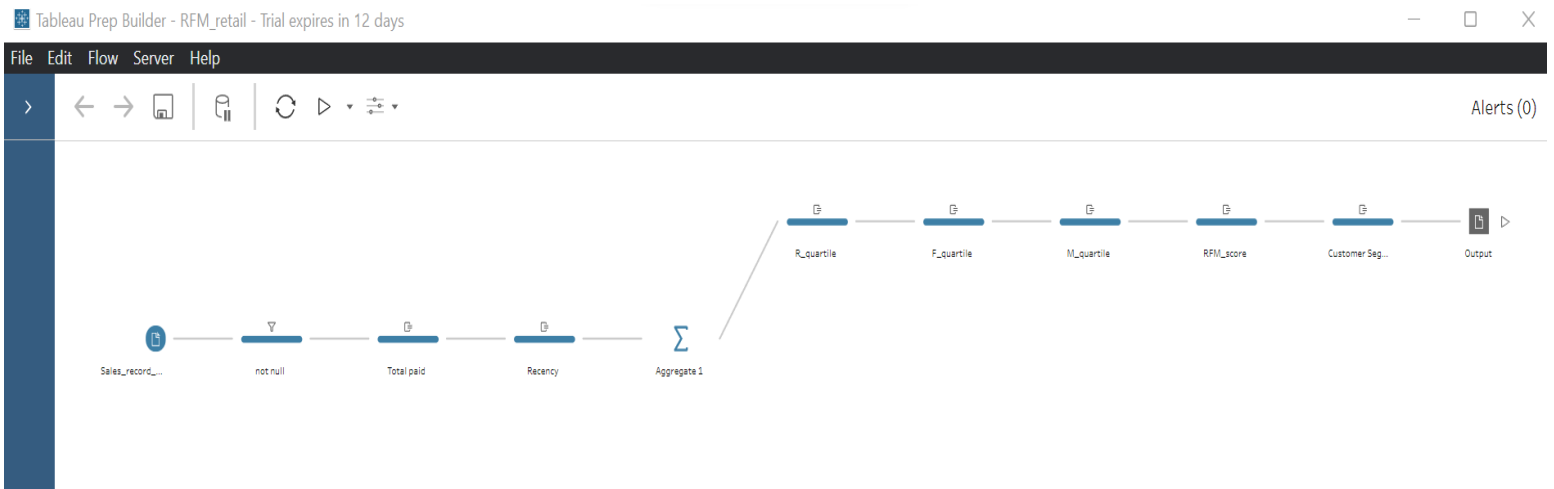 Tableau Prep Builder - RFM_retail - Trial expires in 12 days
File Edit Flow Server Help
Alerts (0)
R_quartile F_quartile M_quartile RFM_score Customer Seg... Output
Sales_record_... not null Total paid Recency Aggregate 1